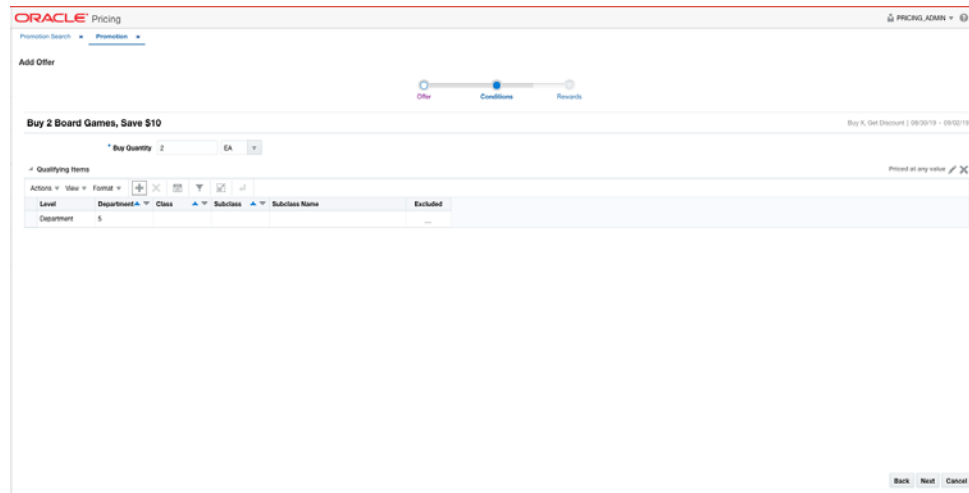 ORACLE Pricing PRICING_ADMIN
Promotion Search Promotion
Add Offer
Offer Conditions Rewards
Buy 2 Board Games, Save $10 Buy X, Get Discount | 09/30/19 - 09/02/19
* Buy Quantity 2 EA
Qualifying Items Priced at any value
Actions View Format
Level Department Class Subclass Subclass Name Excluded
Department 5 ...
Back Next Cancel